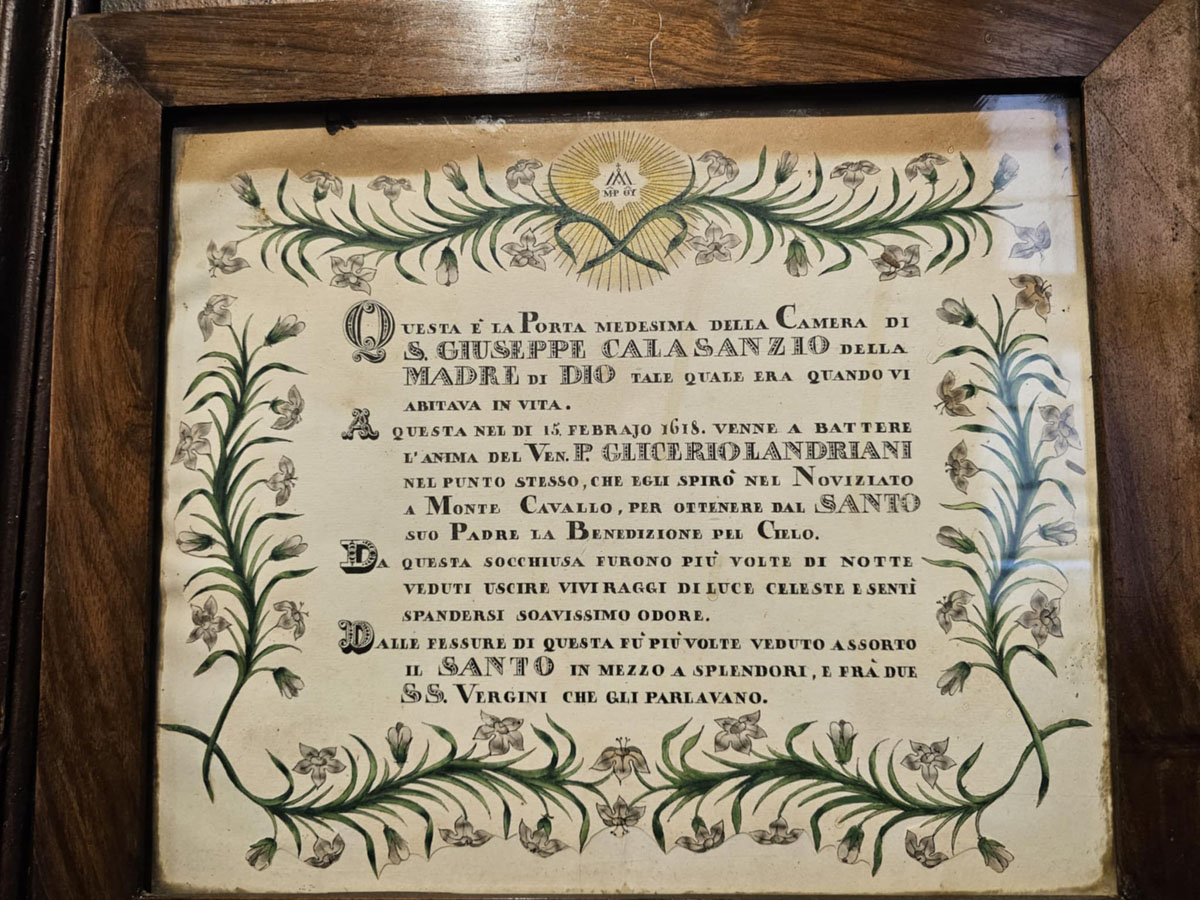 MP ΘΥ
QUESTA È LA PORTA MEDESIMA DELLA CAMERA DI
S. GIUSEPPE CALASANZIO DELLA
MADRE DI DIO TALE QUALE ERA QUANDO VI
ABITAVA IN VITA.
A QUESTA NEL DI 15. FEBRAJO 1618. VENNE A BATTERE
L'ANIMA DEL VEN. P. GLICERIO LANDRIANI
NEL PUNTO STESSO, CHE EGLI SPIRÒ NEL NOVIZIATO
A MONTE CAVALLO, PER OTTENERE DAL SANTO
SUO PADRE LA BENEDIZIONE PEL CIELO.
DA QUESTA SOCCHIUSA FURONO PIÙ VOLTE DI NOTTE
VEDUTI USCIRE VIVI RAGGI DI LUCE CELESTE E SENTÌ
SPANDERSI SOAVISSIMO ODORE.
DALLE FESSURE DI QUESTA FÙ PIÙ VOLTE VEDUTO ASSORTO
IL SANTO IN MEZZO A SPLENDORI, E FRÀ DUE
SS. VERGINI CHE GLI PARLAVANO.